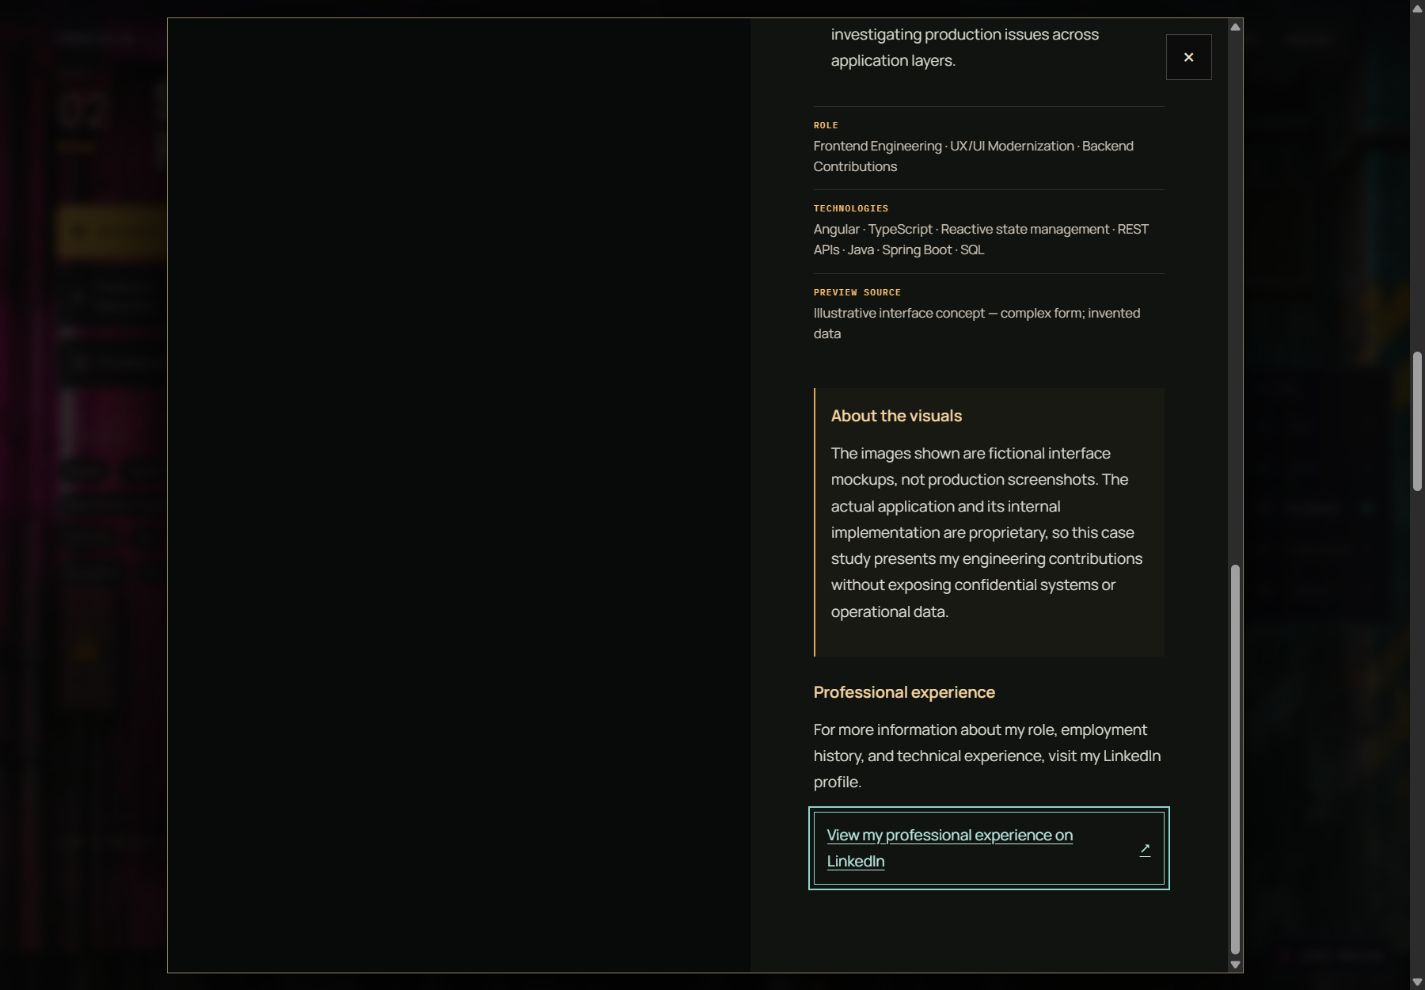 investigating production issues across
application layers.
×
ROLE
Frontend Engineering · UX/UI Modernization · Backend
Contributions
TECHNOLOGIES
Angular · TypeScript · Reactive state management · REST
APIs · Java · Spring Boot · SQL
PREVIEW SOURCE
Illustrative interface concept — complex form; invented
data
About the visuals
The images shown are fictional interface
mockups, not production screenshots. The
actual application and its internal
implementation are proprietary, so this case
study presents my engineering contributions
without exposing confidential systems or
operational data.
Professional experience
For more information about my role, employment
history, and technical experience, visit my LinkedIn
profile.
View my professional experience on
LinkedIn ↗
02